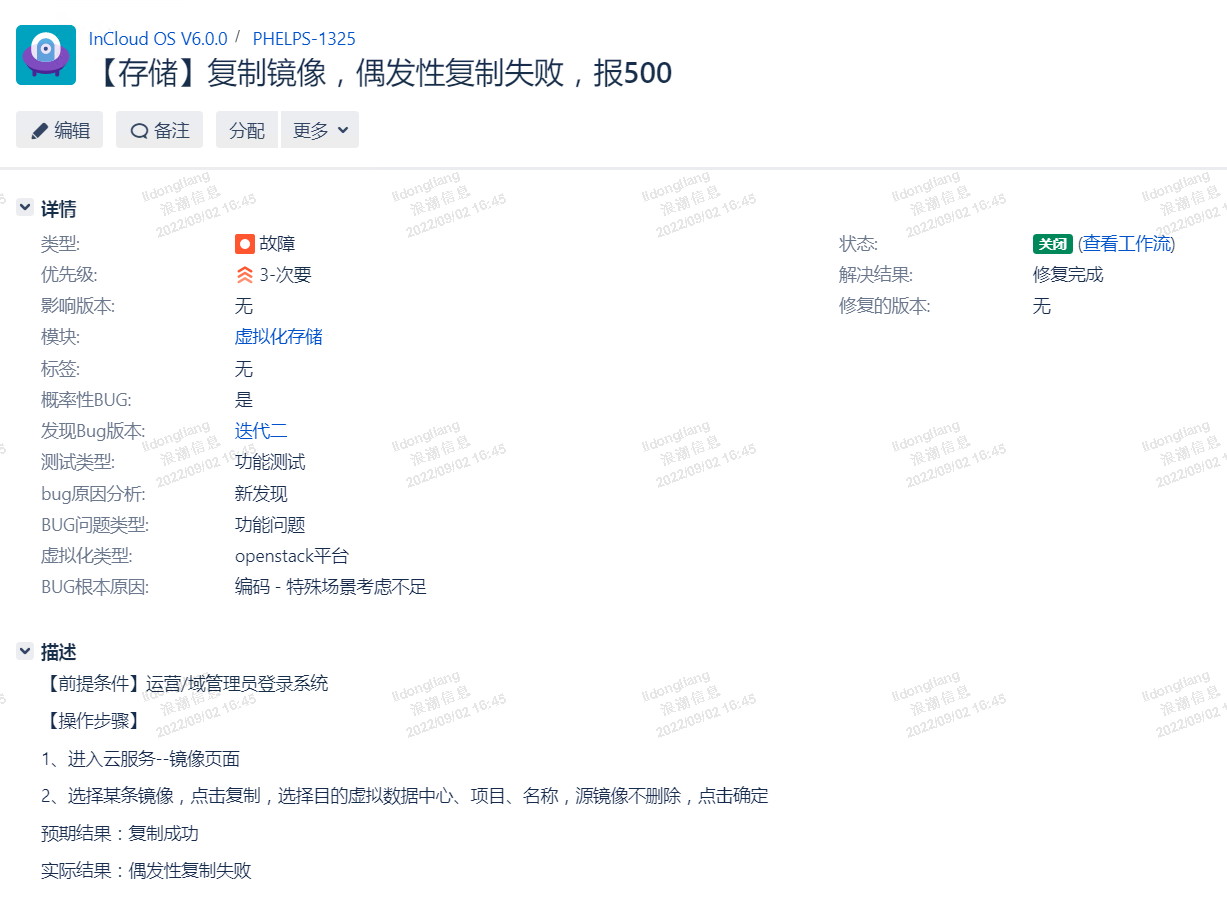 InCloud OS V6.0.0 / PHELPS-1325
【存储】复制镜像，偶发性复制失败，报500
编辑 备注 分配 更多
详情
类型: 故障 状态: 关闭 (查看工作流)
优先级: 3-次要 解决结果: 修复完成
影响版本: 无 修复的版本: 无
模块: 虚拟化存储
标签: 无
概率性BUG: 是
发现Bug版本: 迭代二
测试类型: 功能测试
bug原因分析: 新发现
BUG问题类型: 功能问题
虚拟化类型: openstack平台
BUG根本原因: 编码 - 特殊场景考虑不足
描述
【前提条件】运营/域管理员登录系统
【操作步骤】
1、进入云服务--镜像页面
2、选择某条镜像，点击复制，选择目的虚拟数据中心、项目、名称，源镜像不删除，点击确定
预期结果：复制成功
实际结果：偶发性复制失败
lidongliang
浪潮信息
2022/09/02 16:45